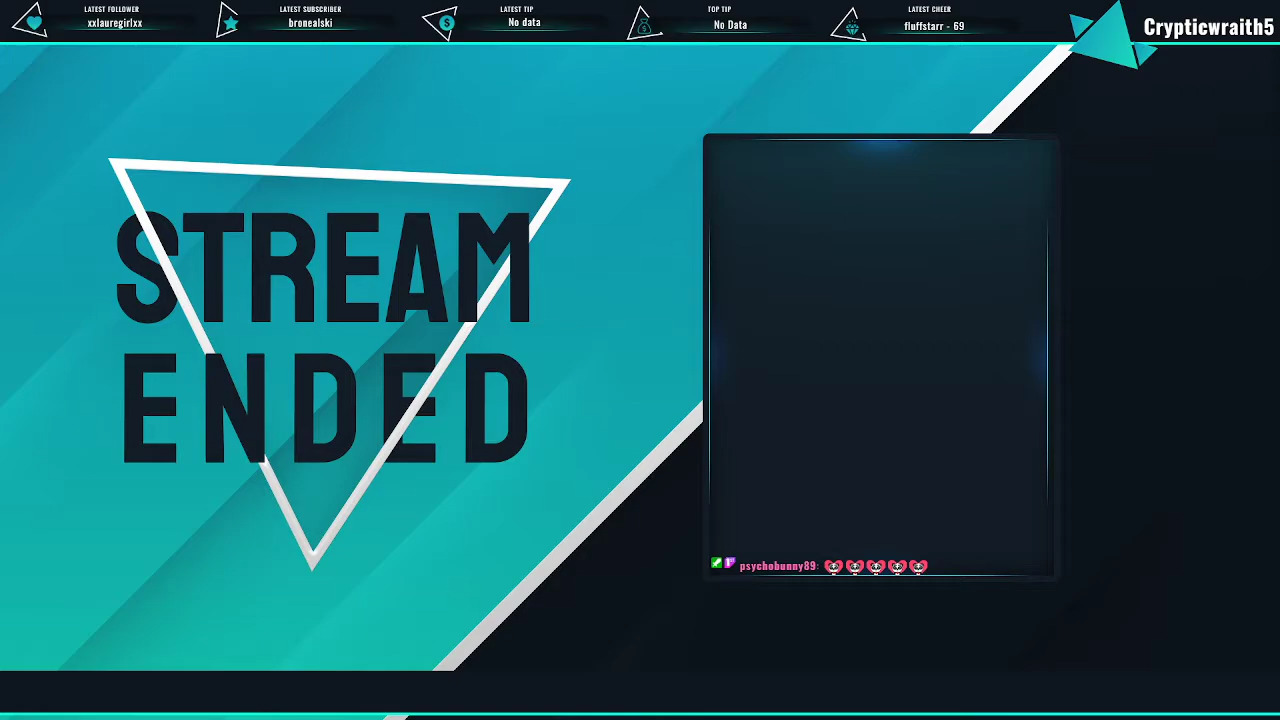 LATEST FOLLOWER
xxlauregirlxx
LATEST SUBSCRIBER
bronealski
LATEST TIP
No data
TOP TIP
No Data
LATEST CHEER
fluffstarr - 69
Crypticwraith5
STREAM
ENDED
psychobunny89: